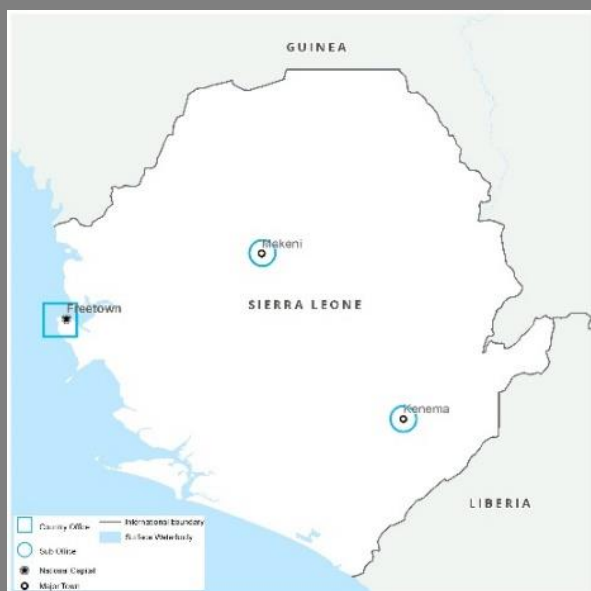 GUINEA
Makeni
Freetown
SIERRA LEONE
Kenema
LIBERIA
Country Office
International boundary
Surface Waterbody
Sub Office
National Capital
Major Town